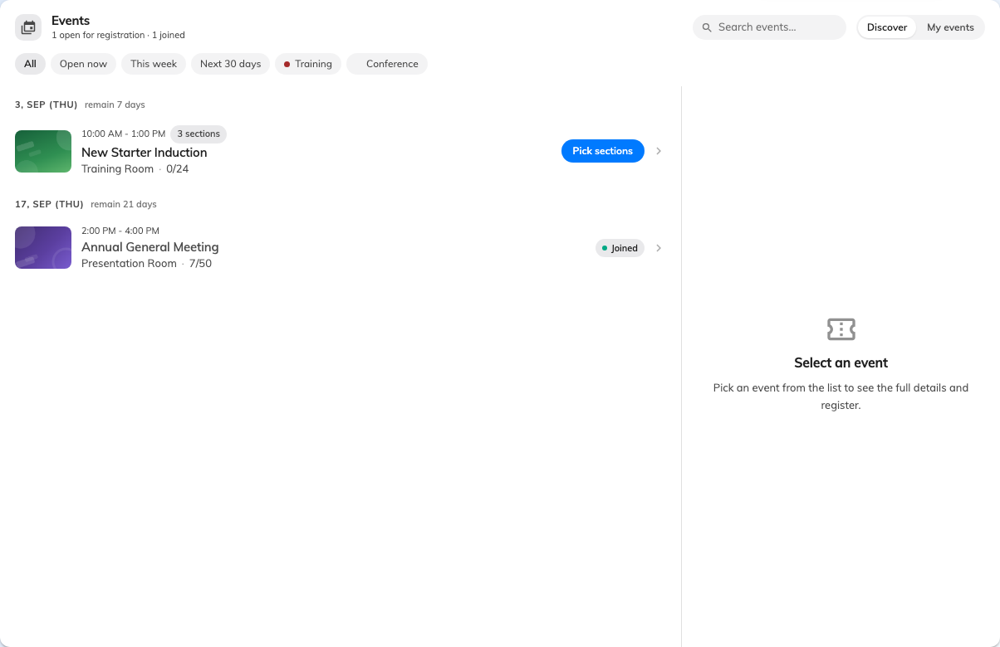 Events
1 open for registration · 1 joined
Search events...
Discover
My events
All
Open now
This week
Next 30 days
Training
Conference
3, SEP (THU) remain 7 days
10:00 AM - 1:00 PM 3 sections
New Starter Induction
Training Room · 0/24
Pick sections
17, SEP (THU) remain 21 days
2:00 PM - 4:00 PM
Annual General Meeting
Presentation Room · 7/50
Joined
Select an event
Pick an event from the list to see the full details and
register.